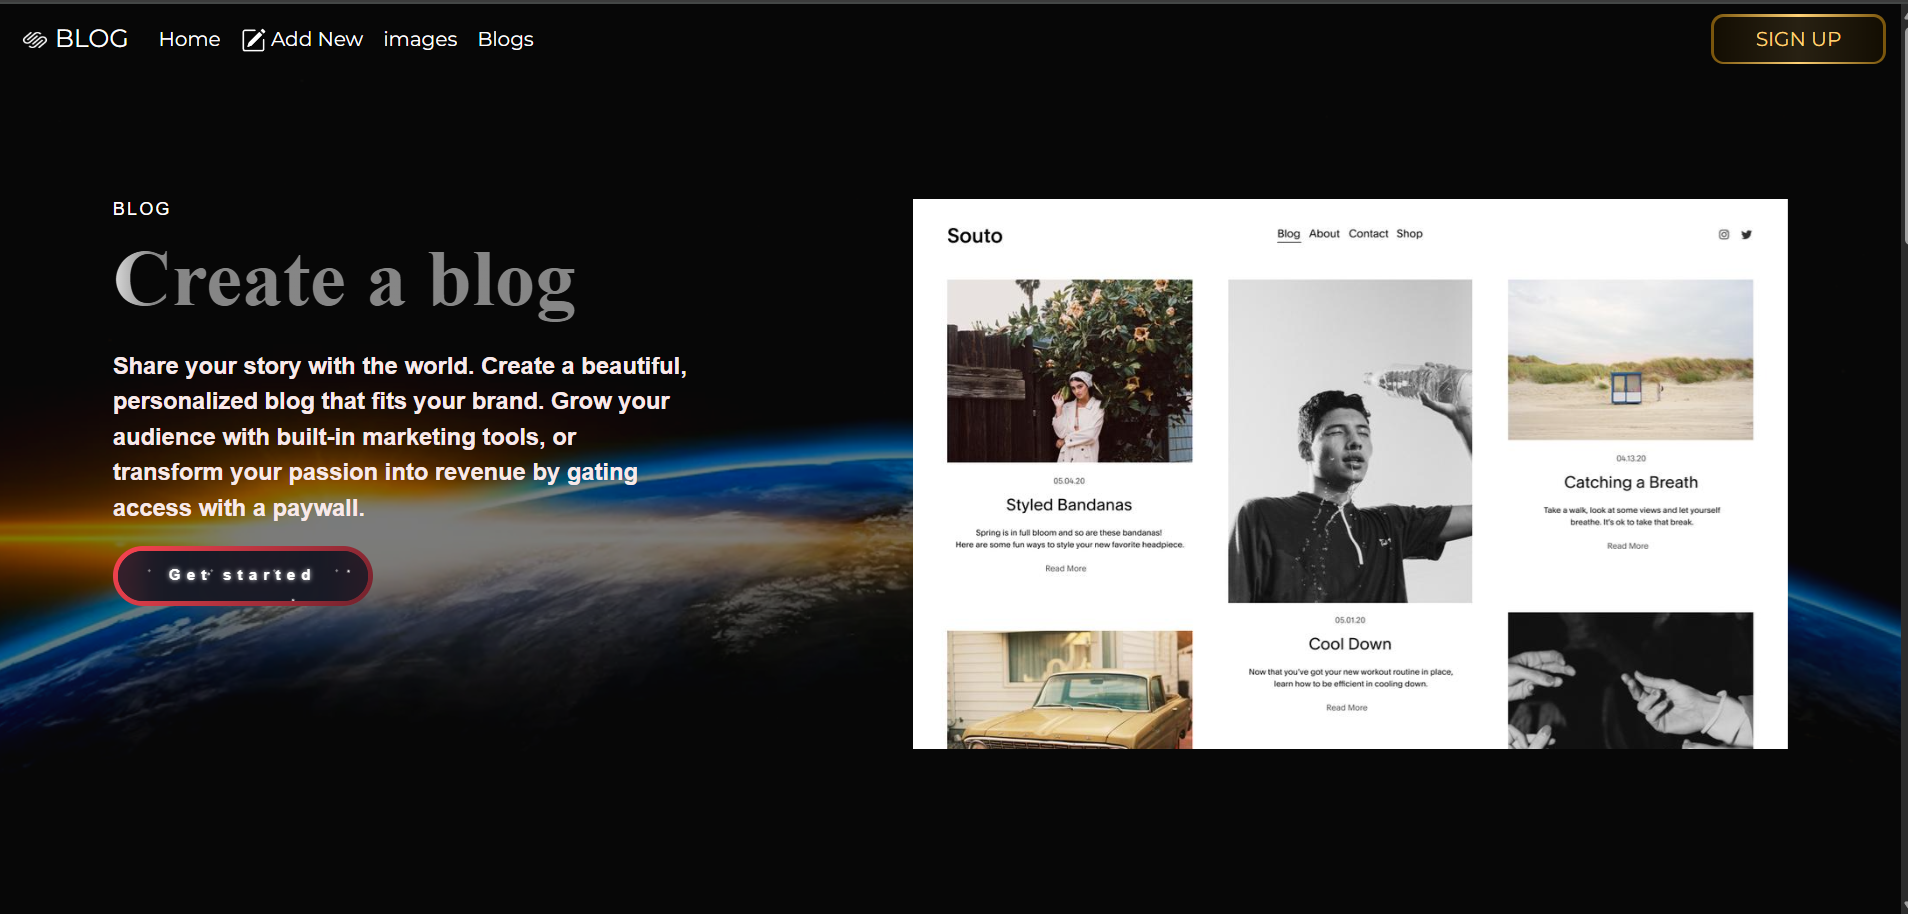 BLOG
Home
Add New
images
Blogs
SIGN UP
BLOG
Create a blog
Share your story with the world. Create a beautiful,
personalized blog that fits your brand. Grow your
audience with built-in marketing tools, or
transform your passion into revenue by gating
access with a paywall.
Get started
Souto
Blog About Contact Shop
05.04.20
Styled Bandanas
Spring is in full bloom and so are these bandanas!
Here are some fun ways to style your new favorite headpiece.
Read More
05.01.20
Cool Down
Now that you've got your new workout routine in place,
learn how to be efficient in cooling down.
Read More
04.13.20
Catching a Breath
Take a walk, look at some views and let yourself
breathe. It's ok to take that break.
Read More